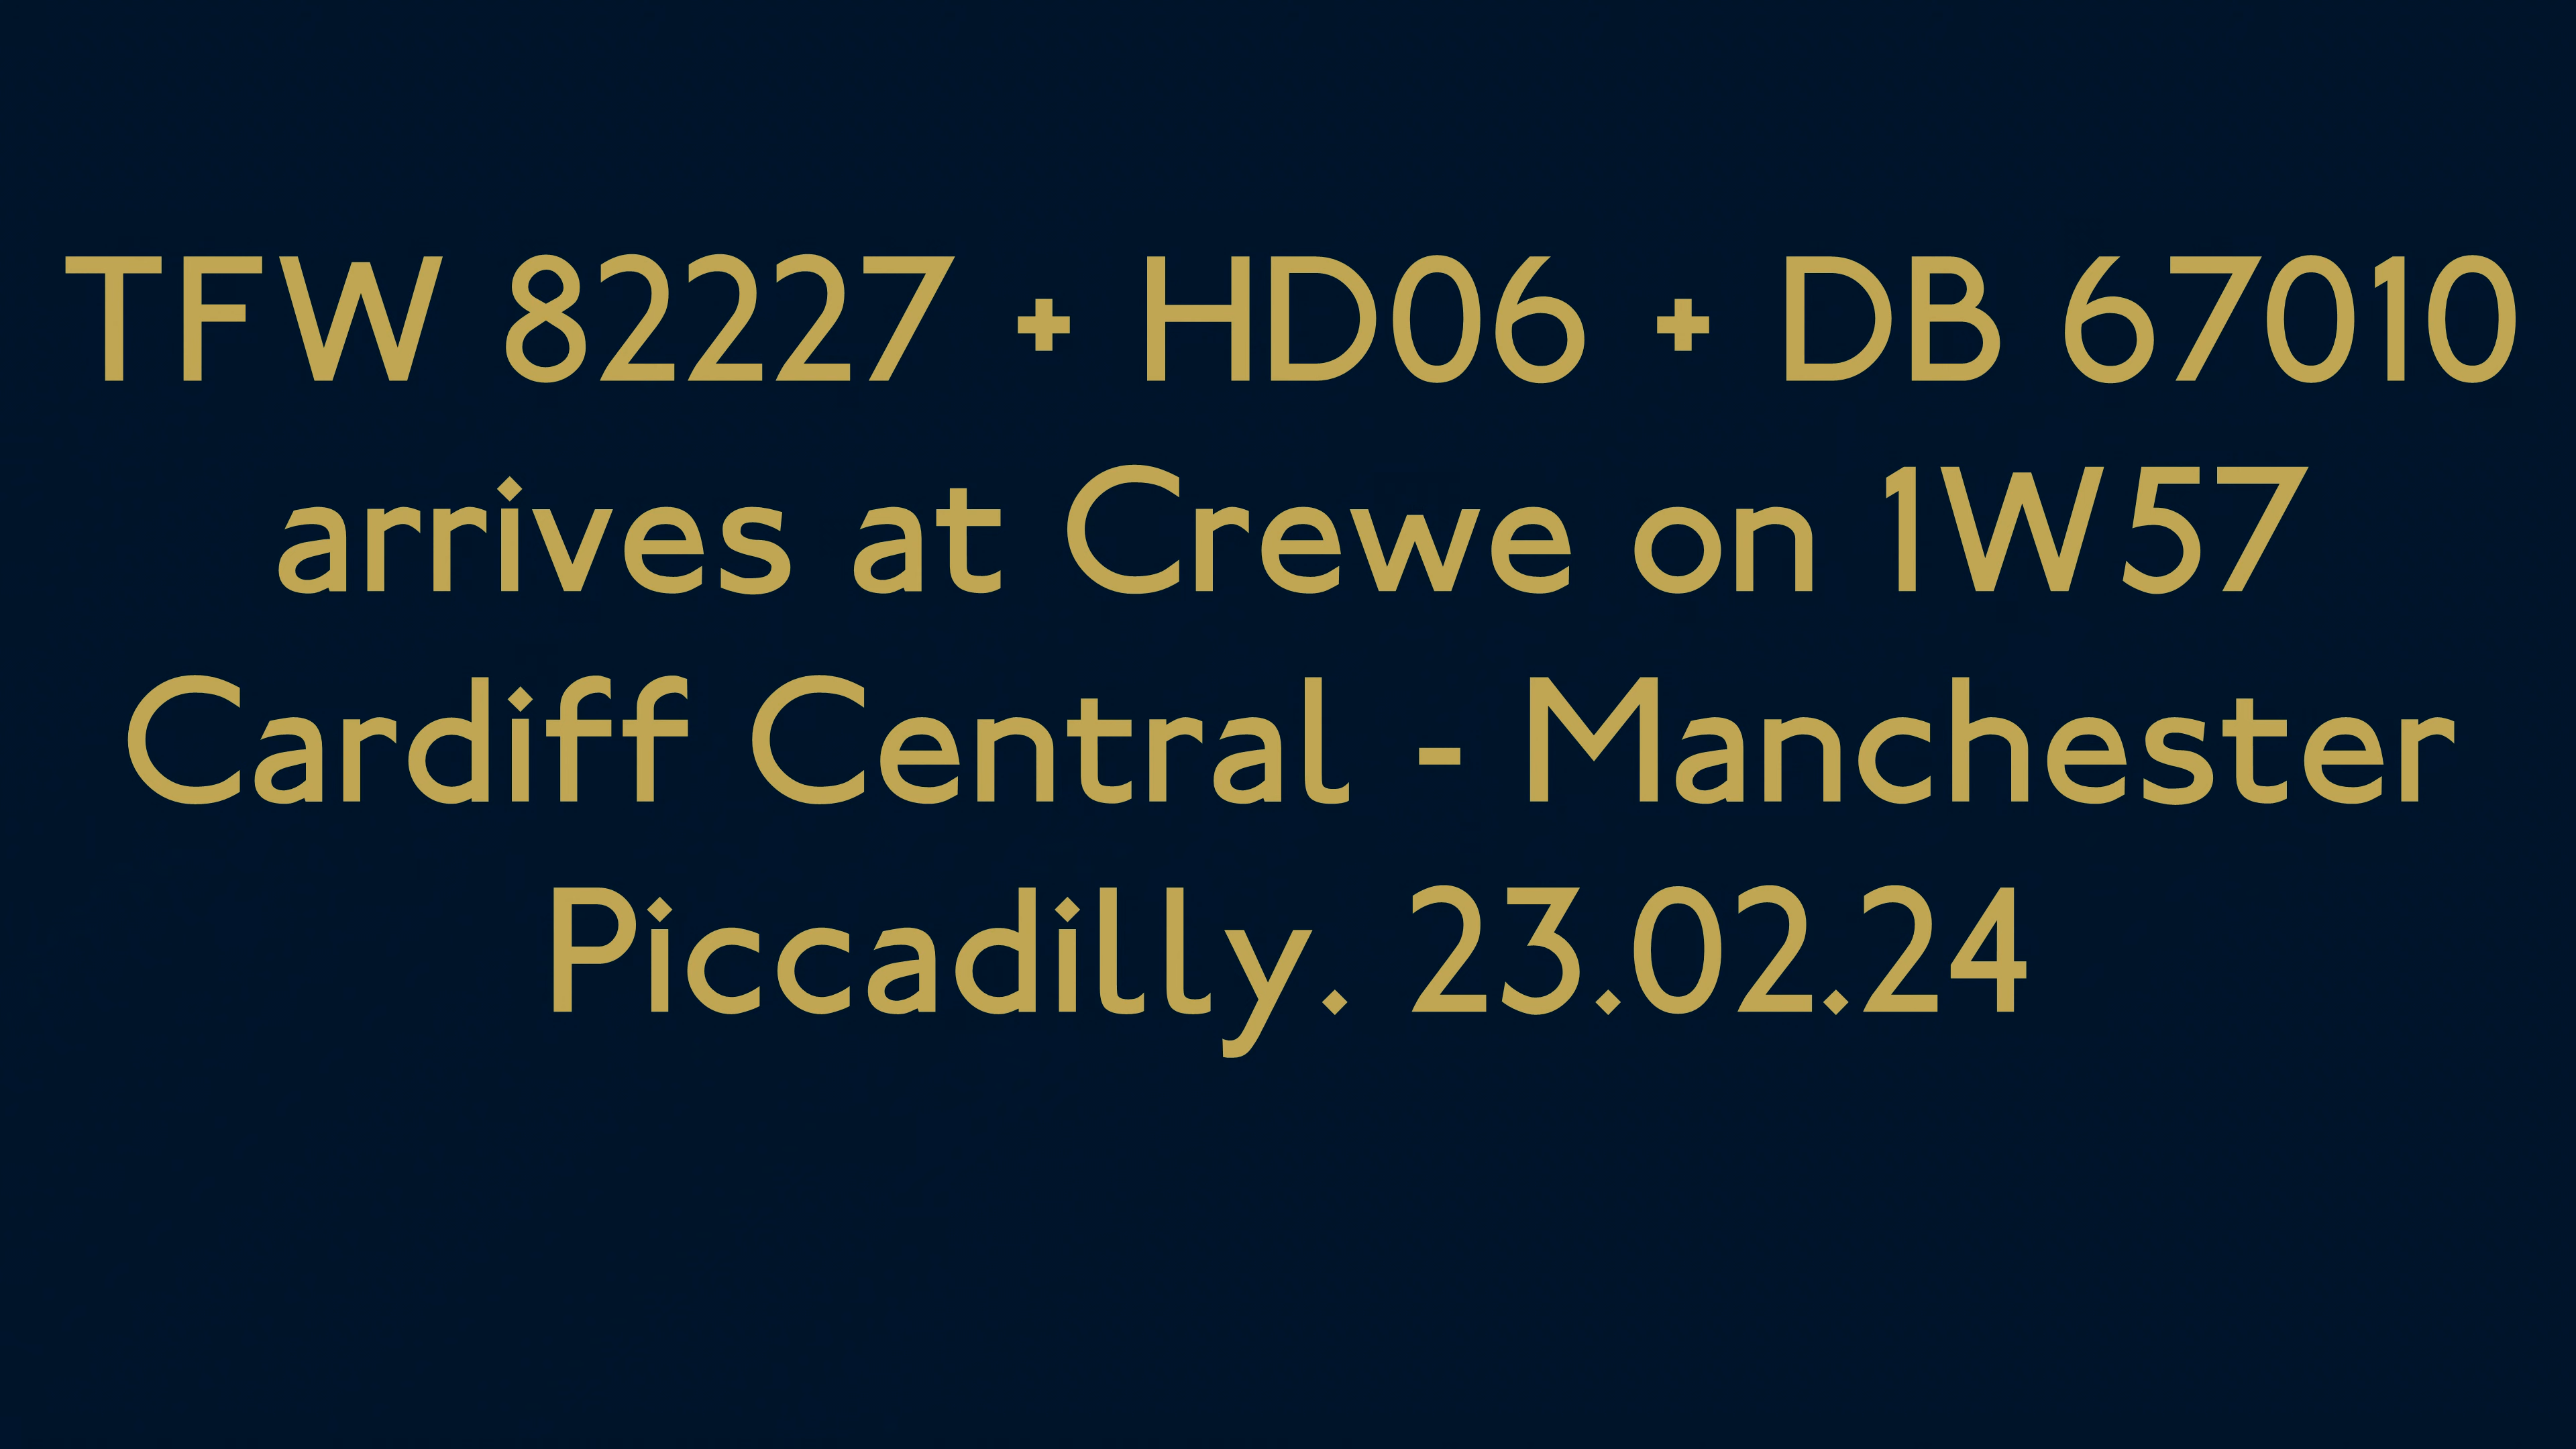 TFW 82227 + HD06 + DB 67010
arrives at Crewe on 1W57
Cardiff Central - Manchester
Piccadilly. 23.02.24